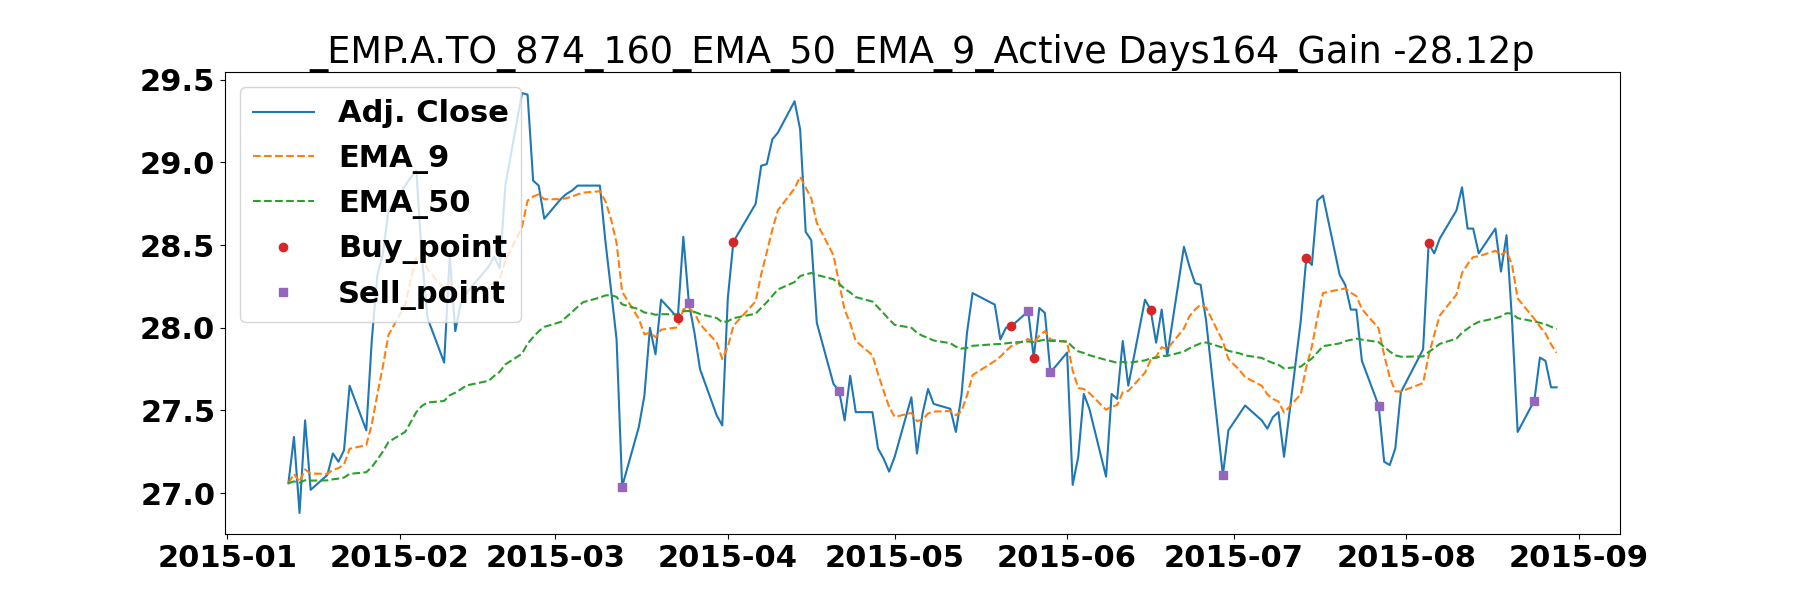 _EMP.A.TO_874_160_EMA_50_EMA_9_Active Days164_Gain -28.12p
29.5
29.0
28.5
28.0
27.5
27.0
Adj. Close
EMA_9
EMA_50
Buy_point
Sell_point
2015-01 2015-02 2015-03 2015-04 2015-05 2015-06 2015-07 2015-08 2015-09